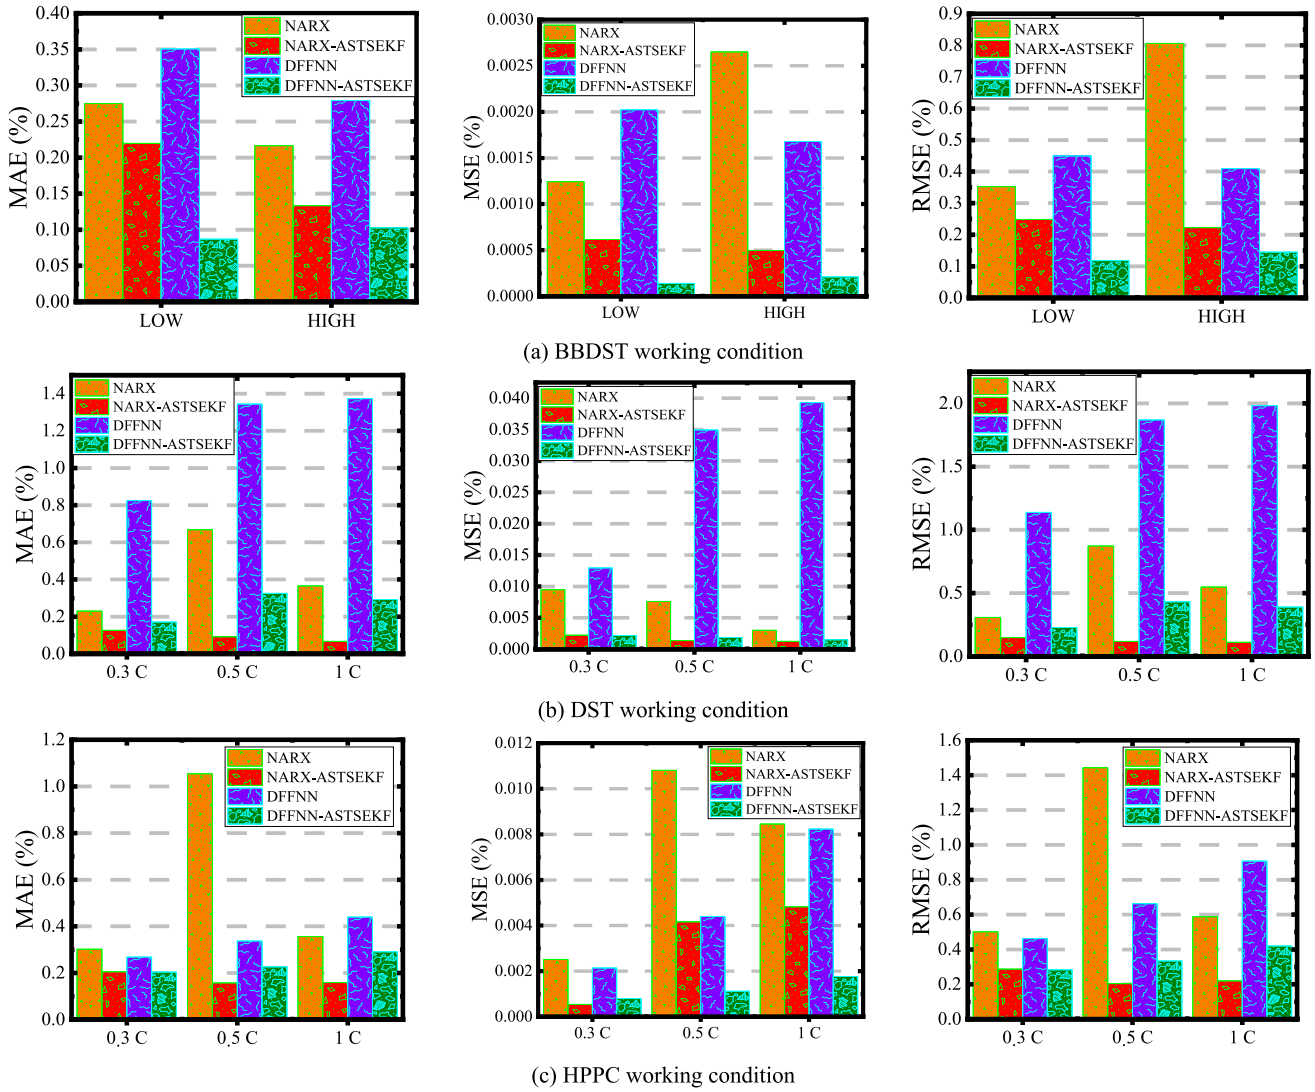 0.40
0.35
0.30
0.25
0.20
0.15
0.10
0.05
0.00
MAE (%)
NARX
NARX-ASTSEKF
DFFNN
DFFNN-ASTSEKF
LOW HIGH
0.0030
0.0025
0.0020
0.0015
0.0010
0.0005
0.0000
MSE (%)
NARX
NARX-ASTSEKF
DFFNN
DFFNN-ASTSEKF
LOW HIGH
0.9
0.8
0.7
0.6
0.5
0.4
0.3
0.2
0.1
0.0
RMSE (%)
NARX
NARX-ASTSEKF
DFFNN
DFFNN-ASTSEKF
LOW HIGH
(a) BBDST working condition
1.4
1.2
1.0
0.8
0.6
0.4
0.2
0.0
MAE (%)
NARX
NARX-ASTSEKF
DFFNN
DFFNN-ASTSEKF
0.3 C 0.5 C 1 C
0.040
0.035
0.030
0.025
0.020
0.015
0.010
0.005
0.000
MSE (%)
NARX
NARX-ASTSEKF
DFFNN
DFFNN-ASTSEKF
0.3 C 0.5 C 1 C
2.0
1.5
1.0
0.5
0.0
RMSE (%)
NARX
NARX-ASTSEKF
DFFNN
DFFNN-ASTSEKF
0.3 C 0.5 C 1 C
(b) DST working condition
1.2
1.0
0.8
0.6
0.4
0.2
0.0
MAE (%)
NARX
NARX-ASTSEKF
DFFNN
DFFNN-ASTSEKF
0.3 C 0.5 C 1 C
0.012
0.010
0.008
0.006
0.004
0.002
0.000
MSE (%)
NARX
NARX-ASTSEKF
DFFNN
DFFNN-ASTSEKF
0.3 C 0.5 C 1 C
1.6
1.4
1.2
1.0
0.8
0.6
0.4
0.2
0.0
RMSE (%)
NARX
NARX-ASTSEKF
DFFNN
DFFNN-ASTSEKF
0.3 C 0.5 C 1 C
(c) HPPC working condition